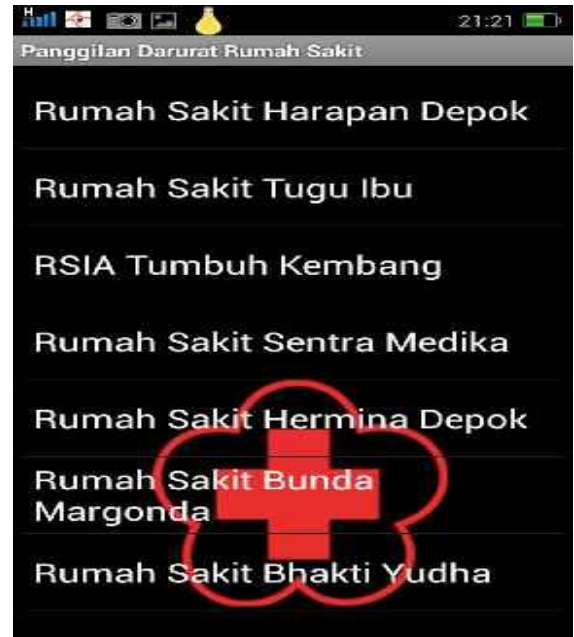 H
21:21
Panggilan Darurat Rumah Sakit
Rumah Sakit Harapan Depok
Rumah Sakit Tugu Ibu
RSIA Tumbuh Kembang
Rumah Sakit Sentra Medika
Rumah Sakit Hermina Depok
Rumah Sakit Bunda
Margonda
Rumah Sakit Bhakti Yudha